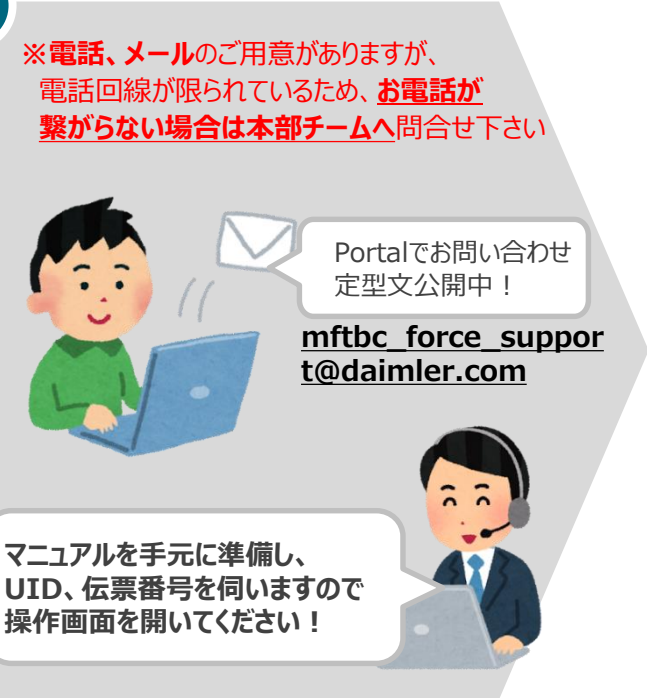 ※電話、メールのご用意がありますが、
電話回線が限られているため、お電話が
繋がらない場合は本部チームへ問合せ下さい
Portalでお問い合わせ
定型文公開中！
mftbc_force_suppor
t@daimler.com
マニュアルを手元に準備し、
UID、伝票番号を伺いますので
操作画面を開いてください！